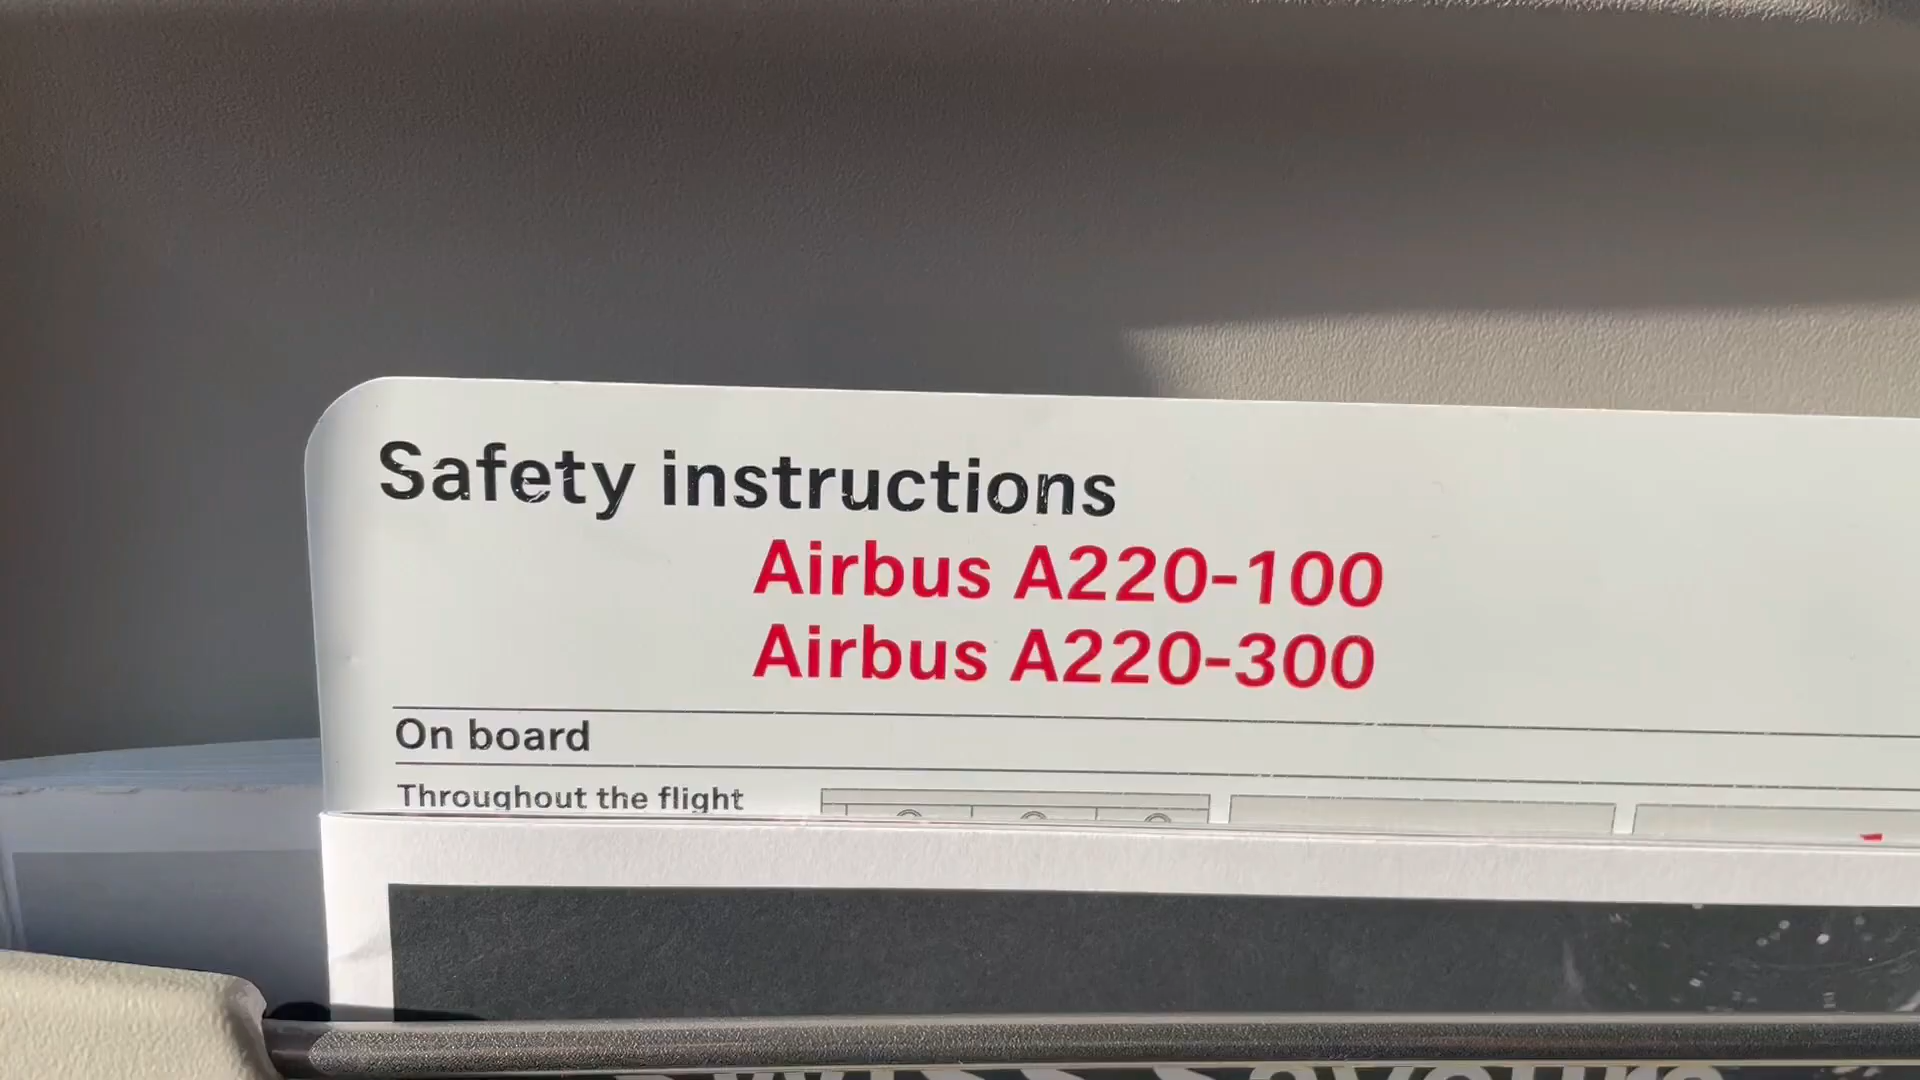 Safety instructions
Airbus A220-100
Airbus A220-300
On board
Throughout the flight